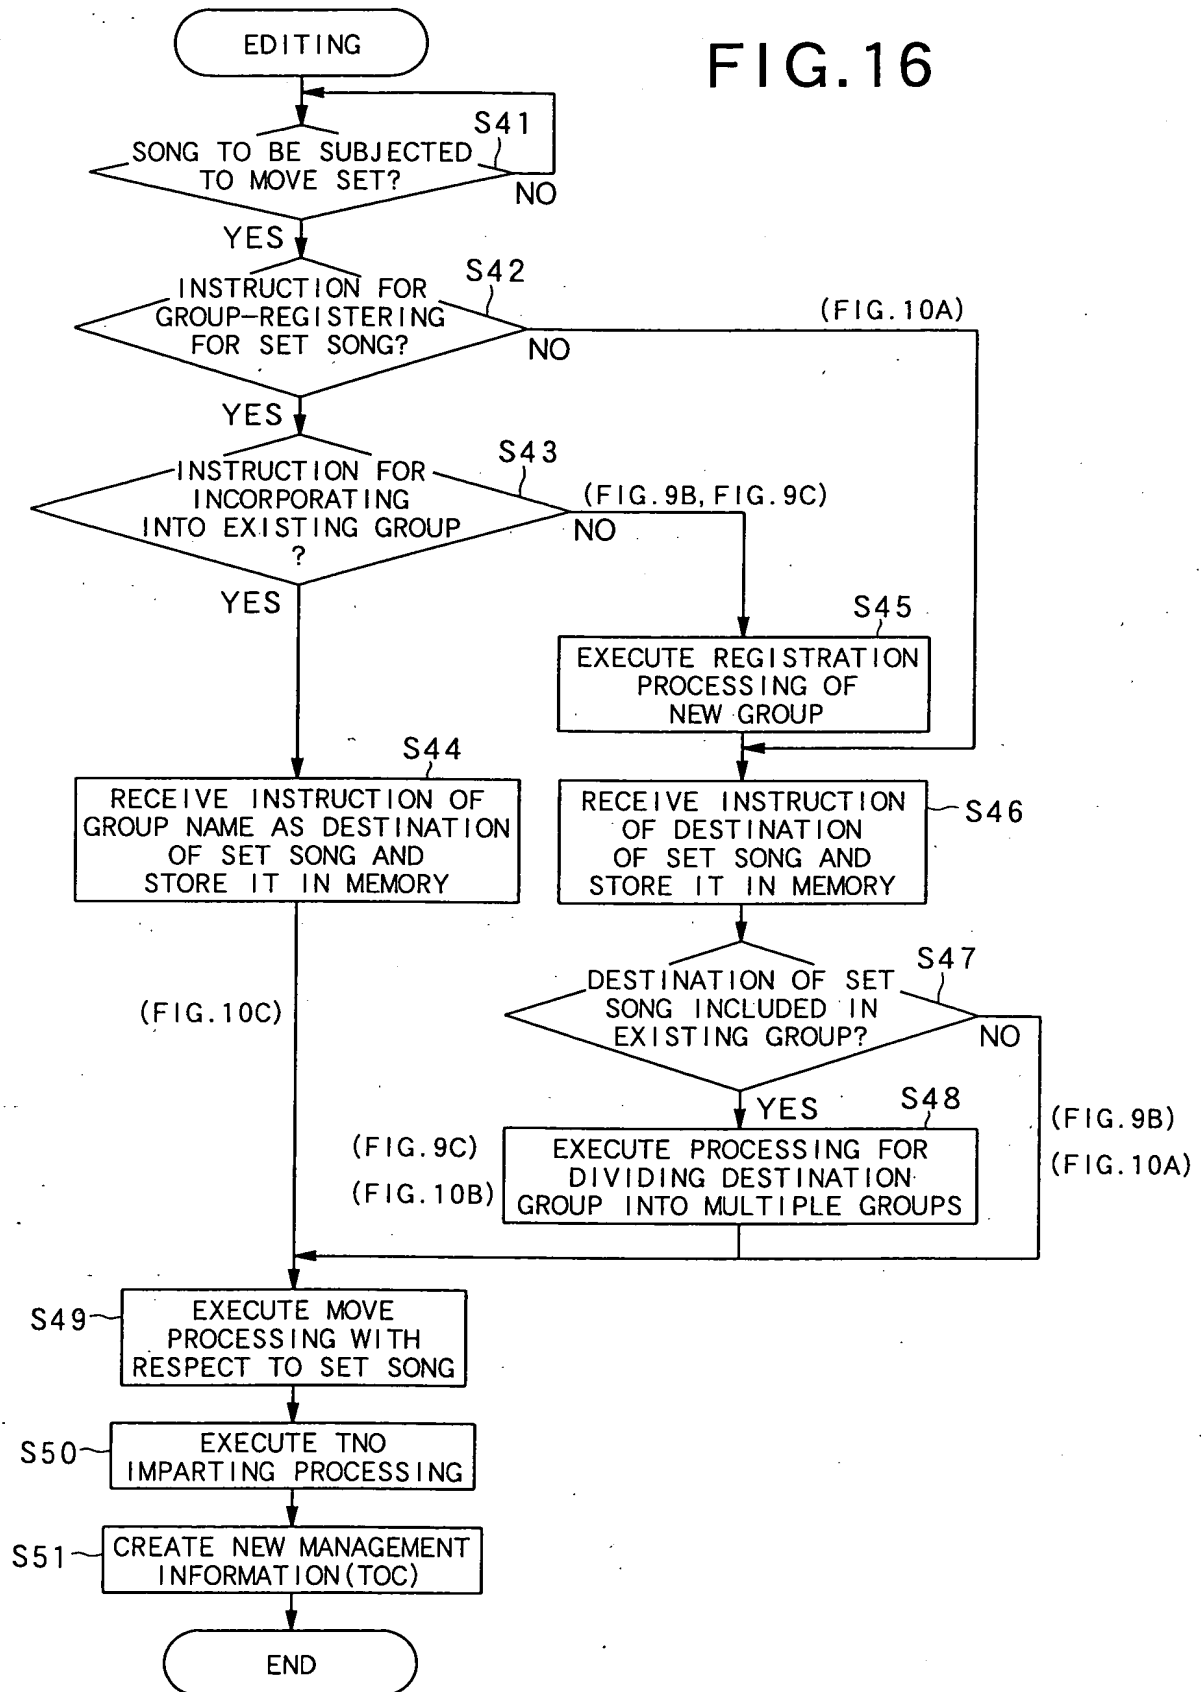 FIG.16
EDITING
S41
SONG TO BE SUBJECTED
TO MOVE SET?
NO
YES
S42
INSTRUCTION FOR
GROUP-REGISTERING
FOR SET SONG?
(FIG.10A)
NO
YES
S43
INSTRUCTION FOR
INCORPORATING
INTO EXISTING GROUP
?
(FIG.9B, FIG.9C)
NO
YES
S45
EXECUTE REGISTRATION
PROCESSING OF
NEW GROUP
S44
RECEIVE INSTRUCTION OF
GROUP NAME AS DESTINATION
OF SET SONG AND
STORE IT IN MEMORY
RECEIVE INSTRUCTION
OF DESTINATION
OF SET SONG AND
STORE IT IN MEMORY
S46
S47
DESTINATION OF SET
SONG INCLUDED IN
EXISTING GROUP?
NO
(FIG.10C)
YES
S48
(FIG.9C)
(FIG.10B)
EXECUTE PROCESSING FOR
DIVIDING DESTINATION
GROUP INTO MULTIPLE GROUPS
(FIG.9B)
(FIG.10A)
S49
EXECUTE MOVE
PROCESSING WITH
RESPECT TO SET SONG
S50
EXECUTE TNO
IMPARTING PROCESSING
S51
CREATE NEW MANAGEMENT
INFORMATION(TOC)
END